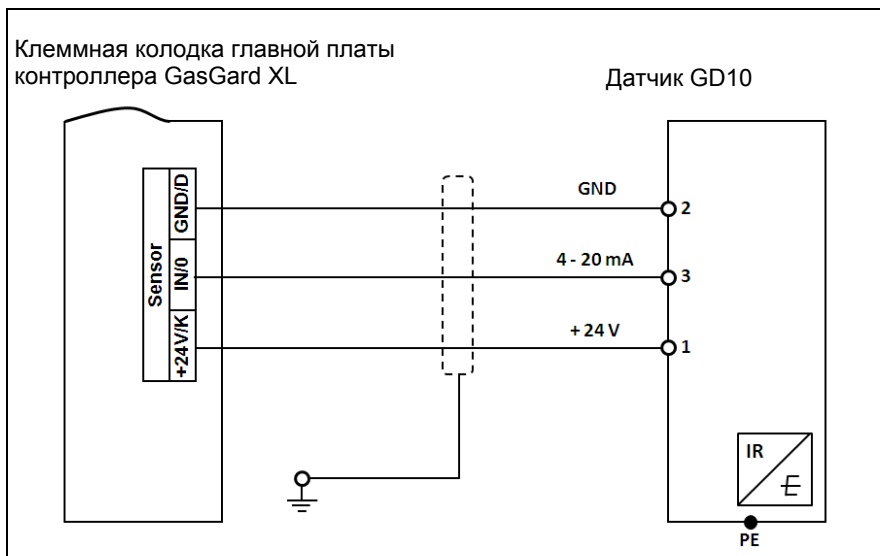 Клеммная колодка главной платы
контроллера GasGard XL
Датчик GD10
Sensor
GND/D
IN/0
+24V/K
GND
2
4 - 20 mA
3
+ 24 V
1
IR
E
PE